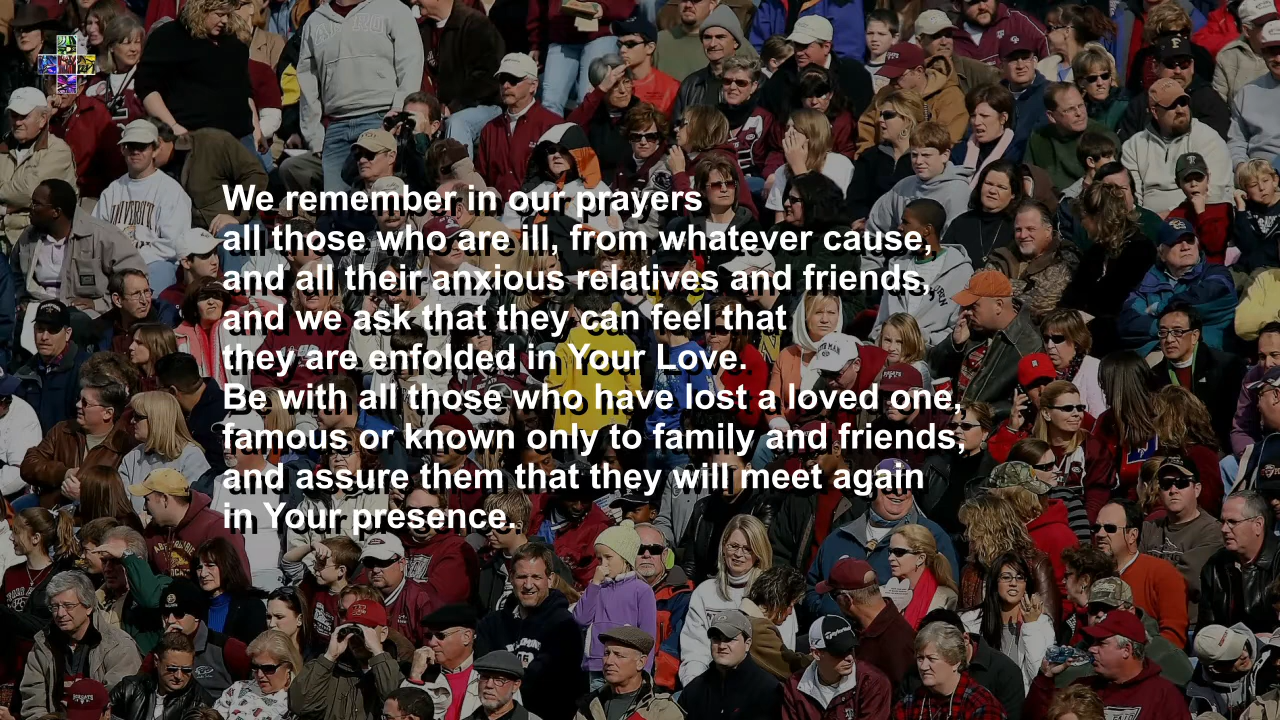 We remember in our prayers
all those who are ill, from whatever cause,
and all their anxious relatives and friends,
and we ask that they can feel that
they are enfolded in Your Love.
Be with all those who have lost a loved one,
famous or known only to family and friends,
and assure them that they will meet again
in Your presence.